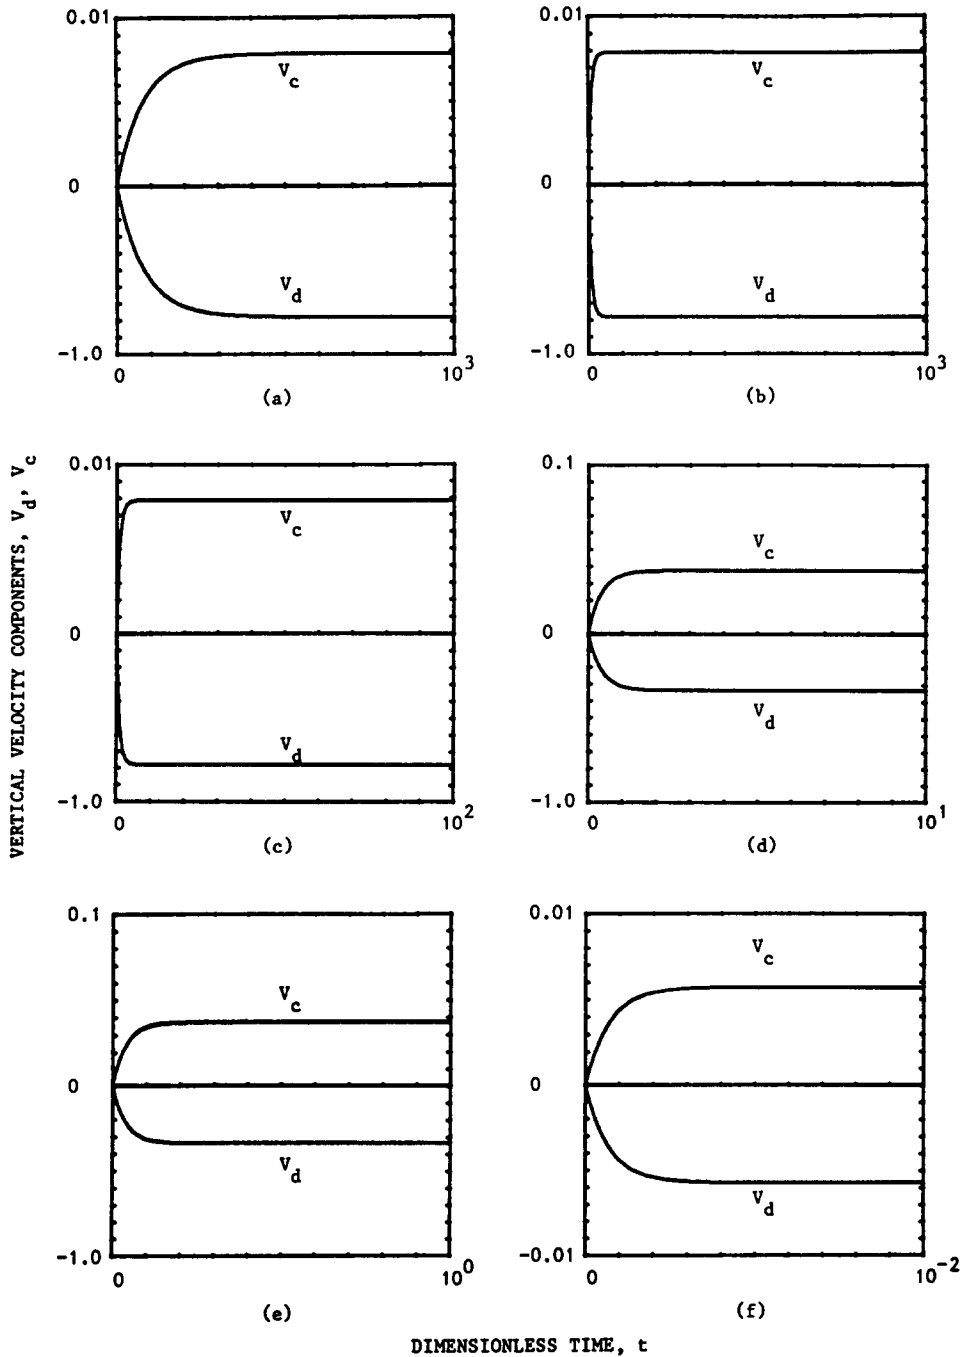 0.01
V_c
0
V_d
-1.0
0
10^3
(a)
0.01
V_c
0
V_d
-1.0
0
10^3
(b)
VERTICAL VELOCITY COMPONENTS, V_d, V_c
0.01
V_c
0
V_d
-1.0
0
10^2
(c)
0.1
V_c
0
V_d
-1.0
0
10^1
(d)
0.1
V_c
0
V_d
-1.0
0
10^0
(e)
0.01
V_c
0
V_d
-0.01
0
10^-2
(f)
DIMENSIONLESS TIME, t